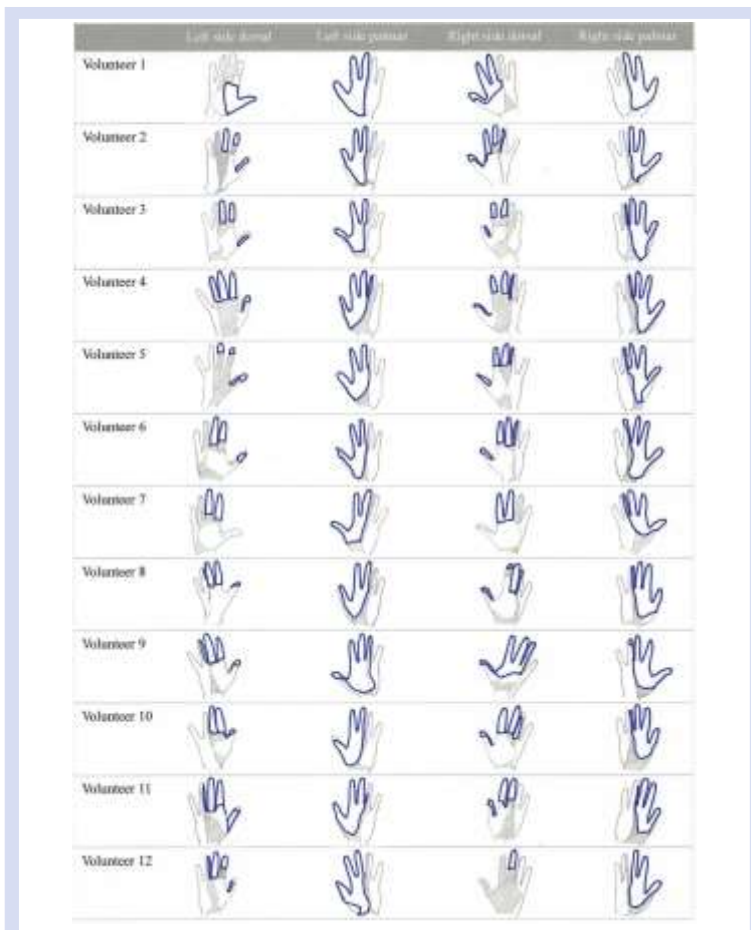 Left side dorsal Left side palmar Right side dorsal Right side palmar
Volunteer 1
Volunteer 2
Volunteer 3
Volunteer 4
Volunteer 5
Volunteer 6
Volunteer 7
Volunteer 8
Volunteer 9
Volunteer 10
Volunteer 11
Volunteer 12